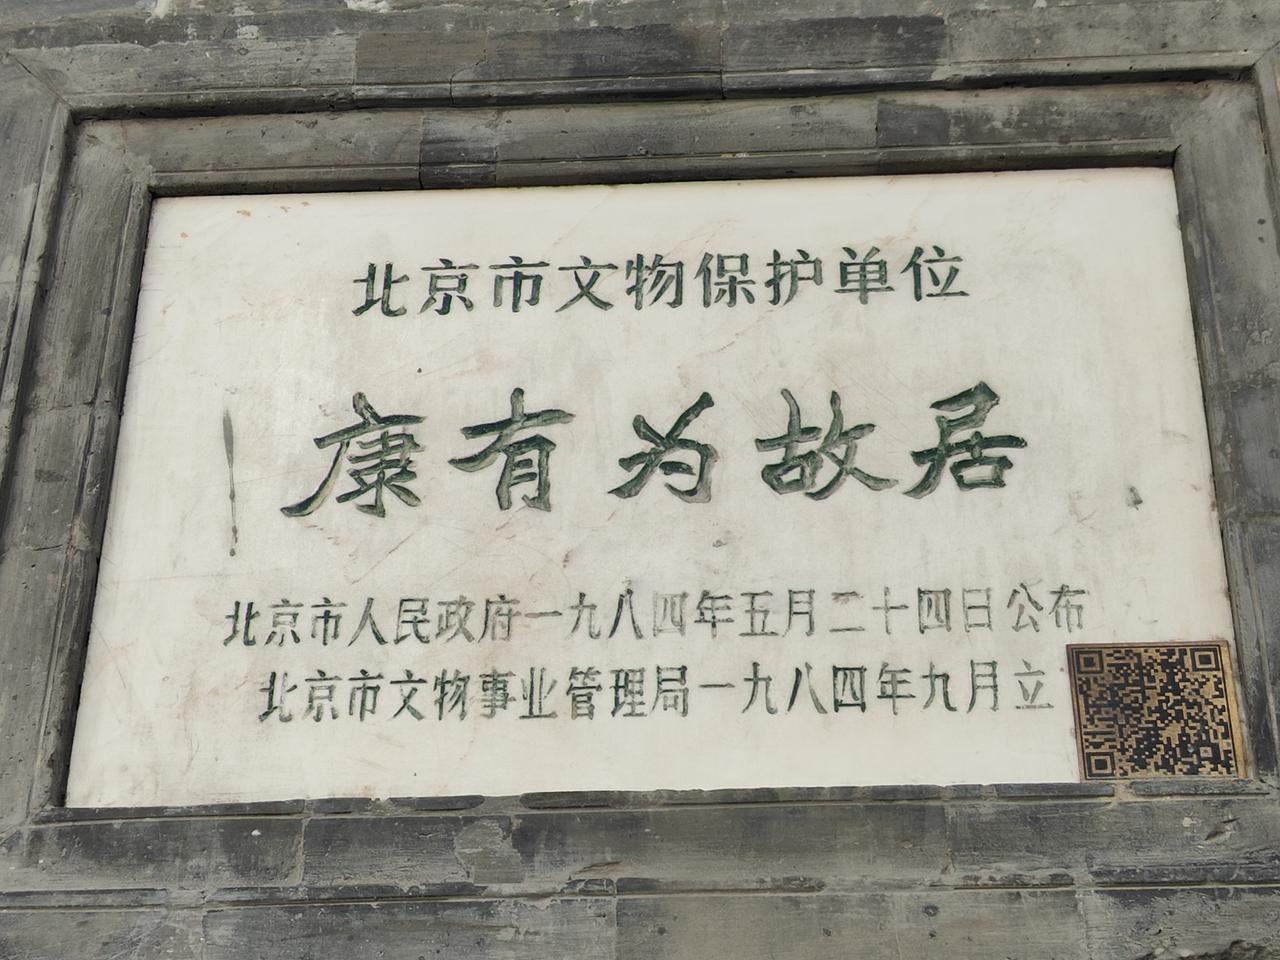 北京市文物保护单位
康有为故居
北京市人民政府一九八四年五月二十四日公布
北京市文物事业管理局一九八四年九月立